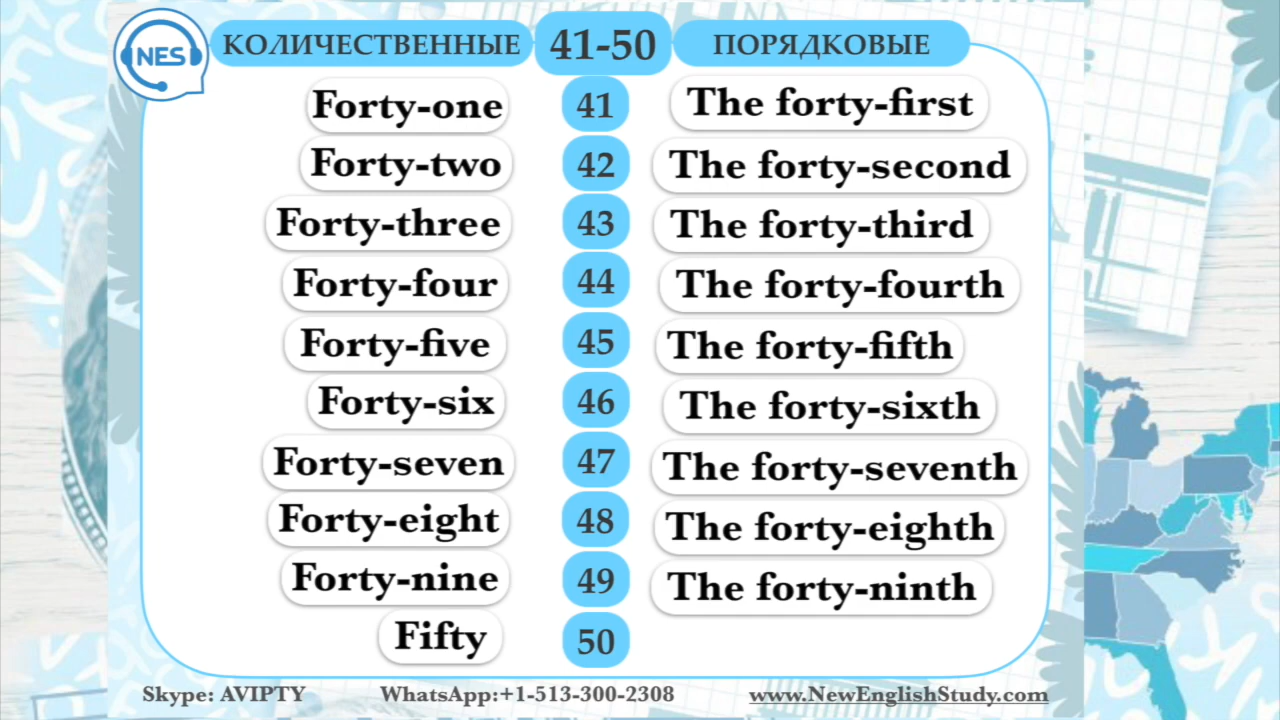 NES
КОЛИЧЕСТВЕННЫЕ 41-50 ПОРЯДКОВЫЕ
Forty-one 41 The forty-first
Forty-two 42 The forty-second
Forty-three 43 The forty-third
Forty-four 44 The forty-fourth
Forty-five 45 The forty-fifth
Forty-six 46 The forty-sixth
Forty-seven 47 The forty-seventh
Forty-eight 48 The forty-eighth
Forty-nine 49 The forty-ninth
Fifty 50
Skype: AVIPTY WhatsApp:+1-513-300-2308 www.NewEnglishStudy.com